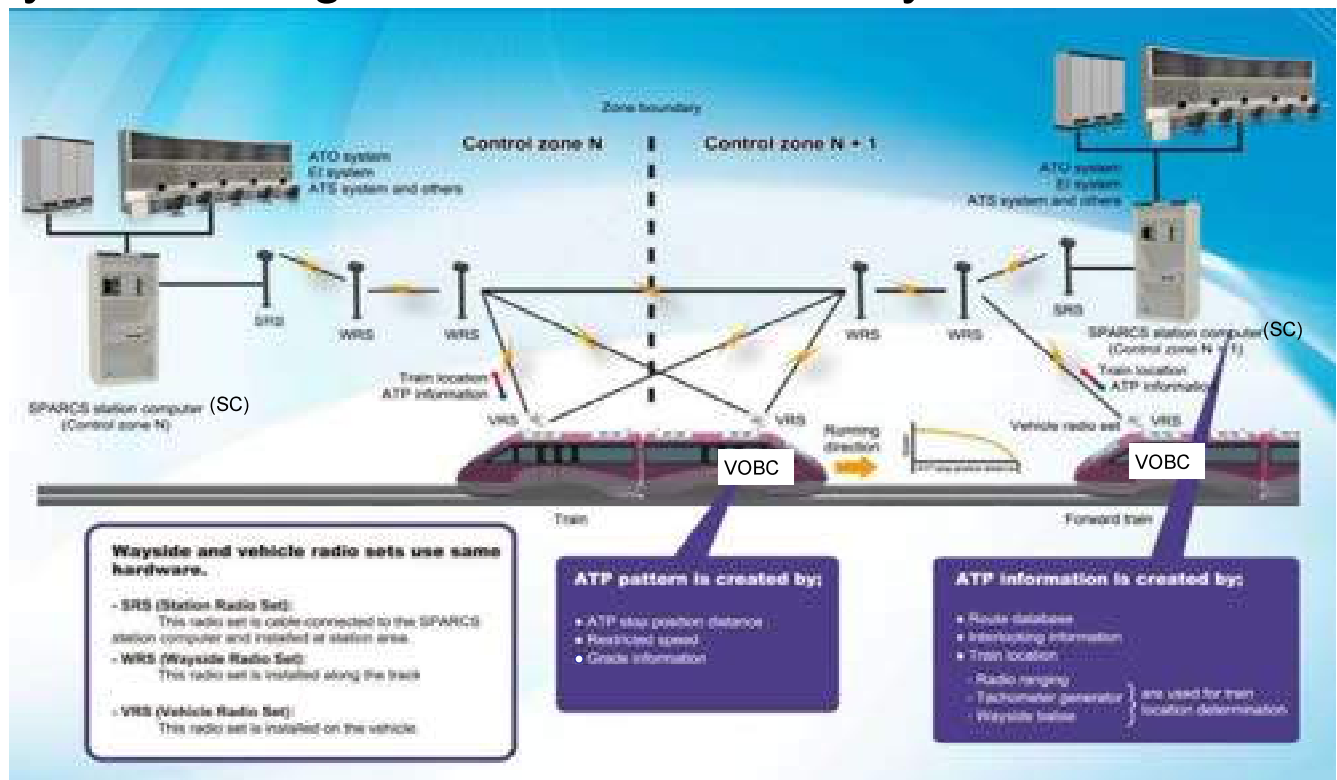 Zone boundary
Control zone N
Control zone N + 1
ATO system
EI system
ATS system and others
ATO system
EI system
ATS system and others
SRS
WRS
WRS
WRS
WRS
SRS
SPARCS station computer (SC)
(Control zone N)
SPARCS station computer (SC)
(Control zone N + 1)
Train location
ATP information
Train location
ATP information
VRS
VRS
Vehicle radio set
VRS
Running
direction
VOBC
VOBC
Train
Forward train
Wayside and vehicle radio sets use same
hardware.
- SRS (Station Radio Set):
This radio set is cable connected to the SPARCS
station computer and installed at station area.
- WRS (Wayside Radio Set):
This radio set is installed along the track
- VRS (Vehicle Radio Set):
This radio set is installed on the vehicle.
ATP pattern is created by;
• ATP stop position distance
• Restricted speed
• Grade information
ATP information is created by;
• Route database
• Interlocking information
• Train location
- Radio ranging
- Tachometer generator
- Wayside balise
are used for train
location determination